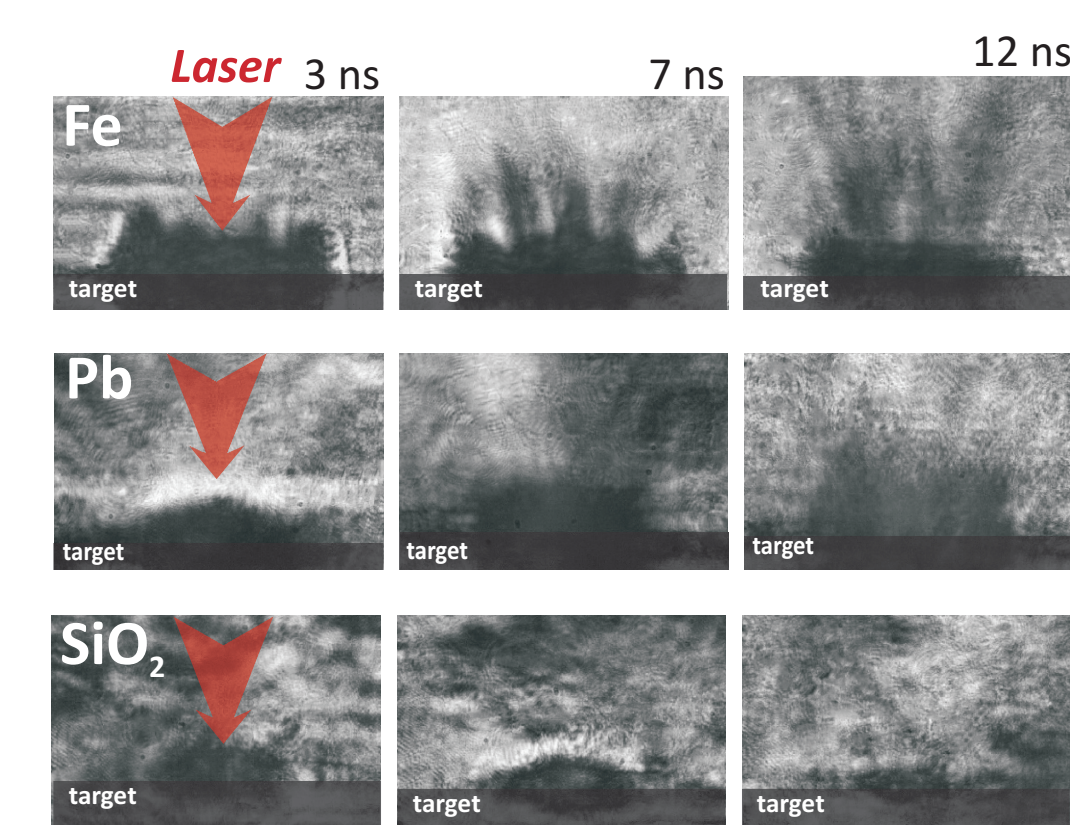 Laser 3 ns 7 ns 12 ns
Fe
target target target
Pb
target target target
SiO₂
target target target